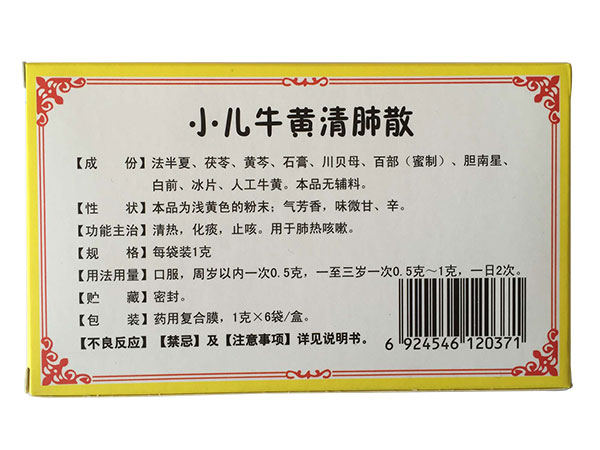 小儿牛黄清肺散
【成　份】法半夏、茯苓、黄芩、石膏、川贝母、百部（蜜制）、胆南星、
白前、冰片、人工牛黄。本品无辅料。
【性　状】本品为浅黄色的粉末；气芳香，味微甘、辛。
【功能主治】清热，化痰，止咳。用于肺热咳嗽。
【规　格】每袋装1克
【用法用量】口服，周岁以内一次0.5克，一至三岁一次0.5克～1克，一日2次。
【贮　藏】密封。
【包　装】药用复合膜，1克×6袋/盒。
【不良反应】【禁忌】及【注意事项】详见说明书。
6 924546 120371